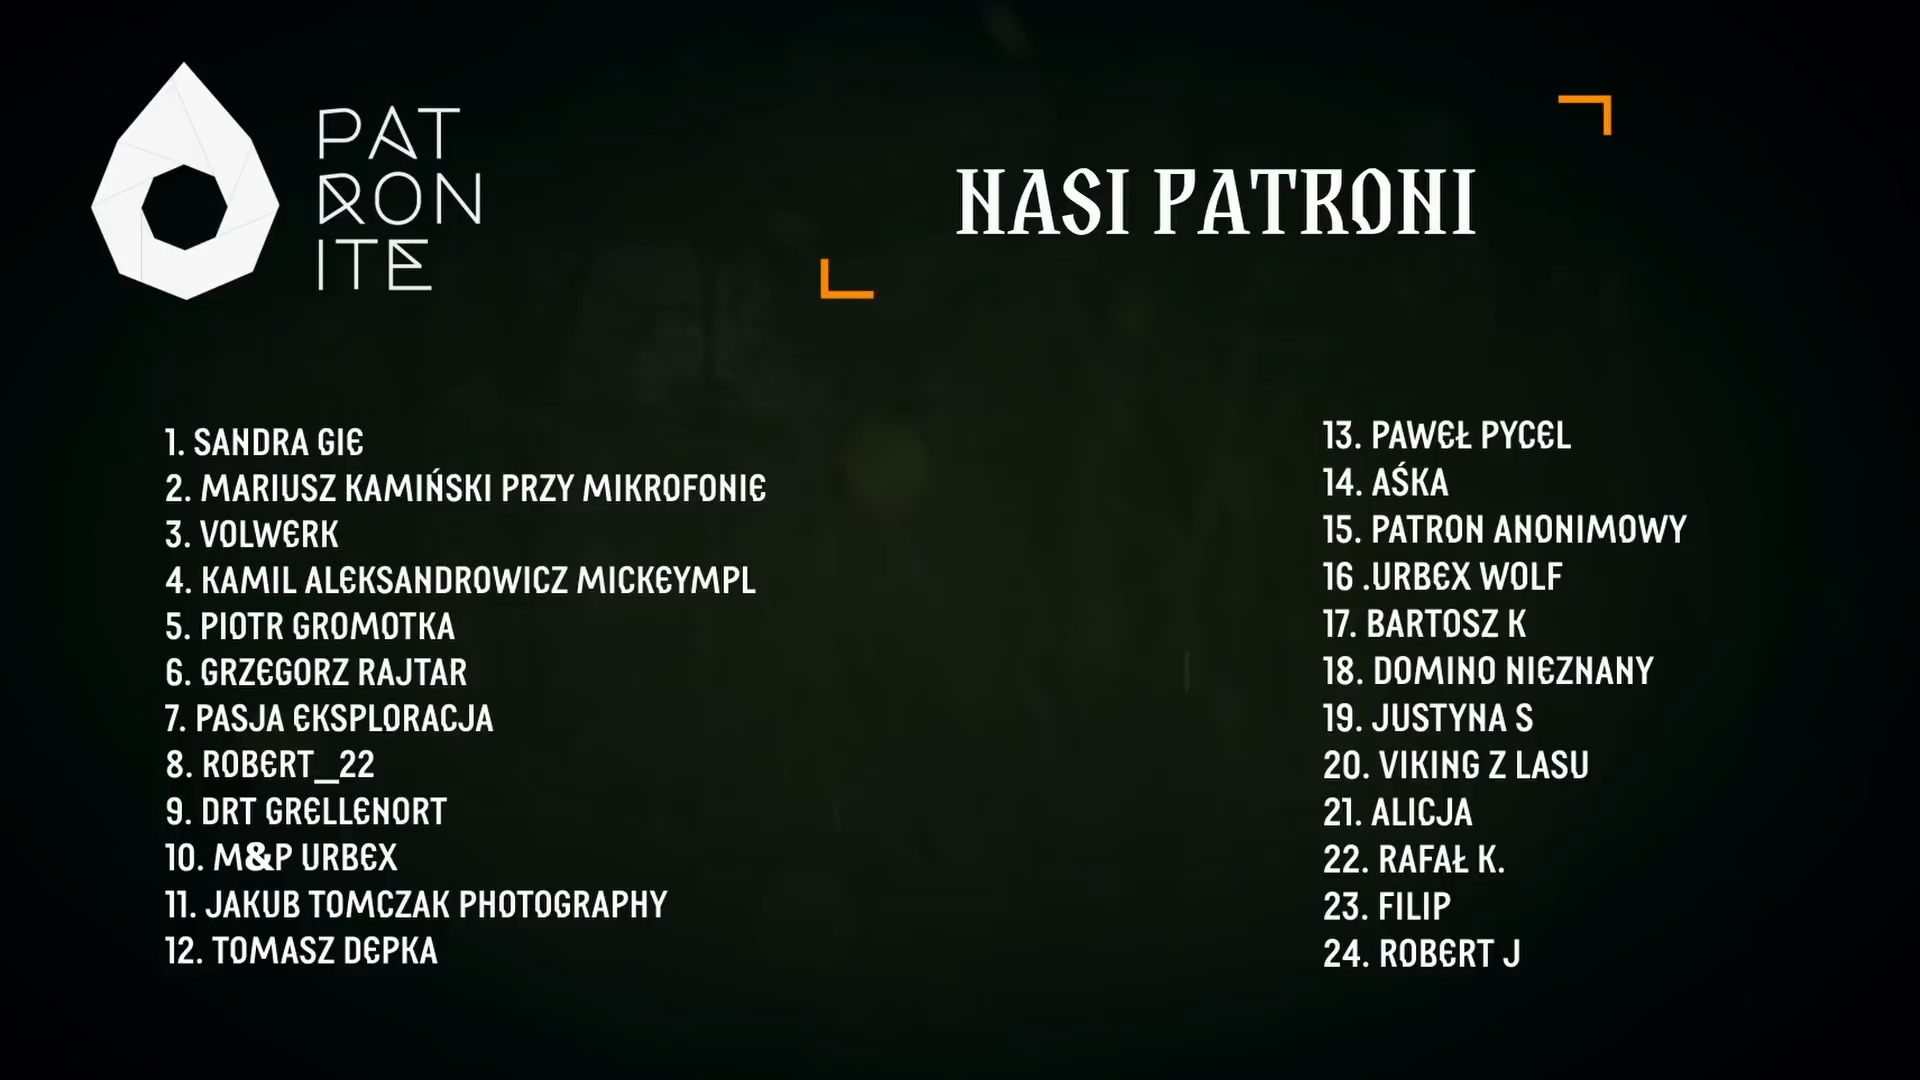 PAT
RON
ITE
NASI PATRONI
1. SANDRA GIE
2. MARIUSZ KAMIŃSKI PRZY MIKROFONIE
3. VOLWERK
4. KAMIL ALEKSANDROWICZ MICKEYMPL
5. PIOTR GROMOTKA
6. GRZEGORZ RAJTAR
7. PASJA EKSPLORACJA
8. ROBERT_22
9. DRT GRELLENORT
10. M&P URBEX
11. JAKUB TOMCZAK PHOTOGRAPHY
12. TOMASZ DEPKA
13. PAWEŁ PYCEL
14. AŚKA
15. PATRON ANONIMOWY
16 .URBEX WOLF
17. BARTOSZ K
18. DOMINO NIEZNANY
19. JUSTYNA S
20. VIKING Z LASU
21. ALICJA
22. RAFAŁ K.
23. FILIP
24. ROBERT J